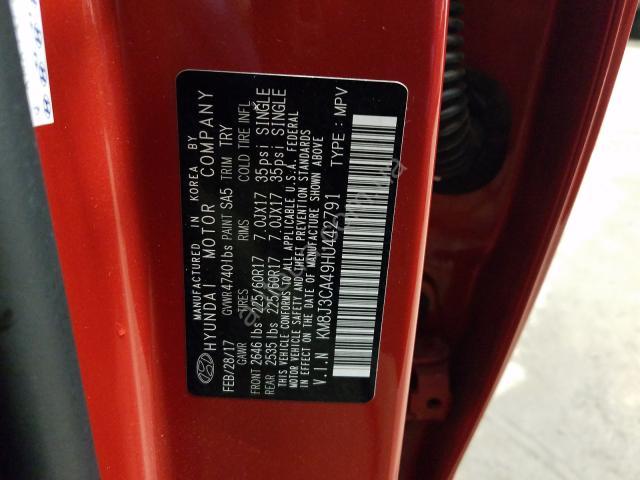 MANUFACTURED IN KOREA BY
HYUNDAI MOTOR COMPANY
FEB/28/17 GVWR 4740lbs PAINT SA5 TRIM TRY
GAWR TIRES RIMS COLD TIRE INFL
FRONT 2646 lbs 225/60R17 7.0JX17 35psi SINGLE
REAR 2535 lbs 225/60R17 7.0JX17 35psi SINGLE
THIS VEHICLE CONFORMS TO ALL APPLICABLE U.S.A. FEDERAL
MOTOR VEHICLE SAFETY AND THEFT PREVENTION STANDARDS
IN EFFECT ON THE DATE OF MANUFACTURE SHOWN ABOVE
V.I.N KM8J3CA49HU442791 TYPE : MPV